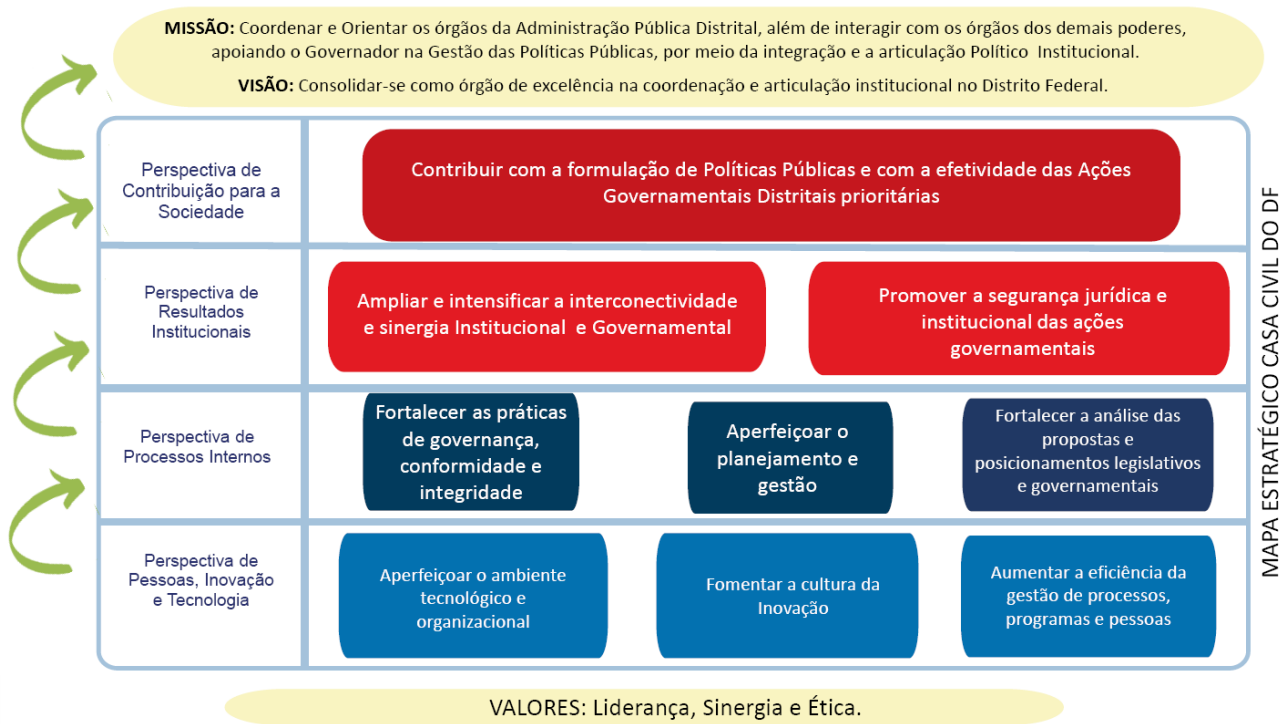 MISSÃO: Coordenar e Orientar os órgãos da Administração Pública Distrital, além de interagir com os órgãos dos demais poderes,
apoiando o Governador na Gestão das Políticas Públicas, por meio da integração e a articulação Político Institucional.
VISÃO: Consolidar-se como órgão de excelência na coordenação e articulação institucional no Distrito Federal.
Perspectiva de
Contribuição para a
Sociedade
Contribuir com a formulação de Políticas Públicas e com a efetividade das Ações
Governamentais Distritais prioritárias
Perspectiva de
Resultados
Institucionais
Ampliar e intensificar a interconectividade
e sinergia Institucional e Governamental
Promover a segurança jurídica e
institucional das ações
governamentais
Perspectiva de
Processos Internos
Fortalecer as práticas
de governança,
conformidade e
integridade
Aperfeiçoar o
planejamento e
gestão
Fortalecer a análise das
propostas e
posicionamentos legislativos
e governamentais
Perspectiva de
Pessoas, Inovação
e Tecnologia
Aperfeiçoar o ambiente
tecnológico e
organizacional
Fomentar a cultura da
Inovação
Aumentar a eficiência da
gestão de processos,
programas e pessoas
MAPA ESTRATÉGICO CASA CIVIL DO DF
VALORES: Liderança, Sinergia e Ética.